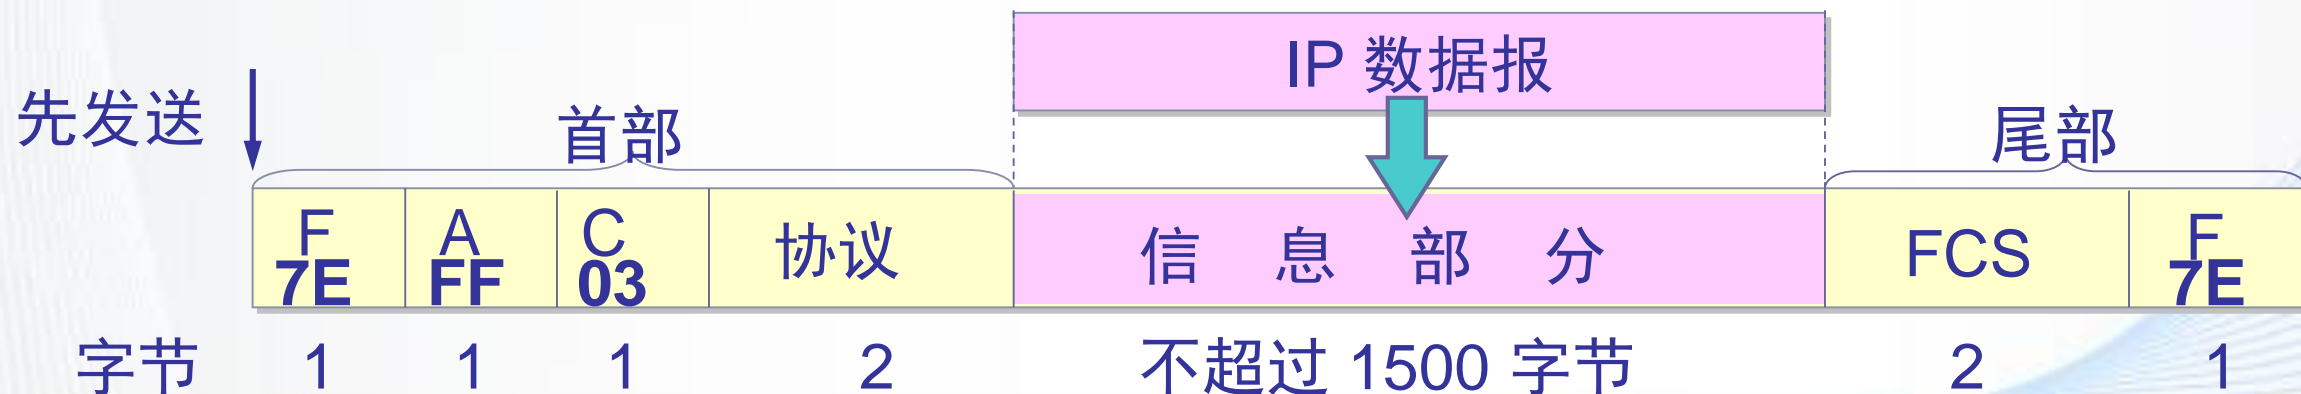 IP 数据报
先发送
首部
尾部
F A C 协议 信 息 部 分 FCS F
7E FF 03 7E
字节 1 1 1 2 不超过 1500 字节 2 1